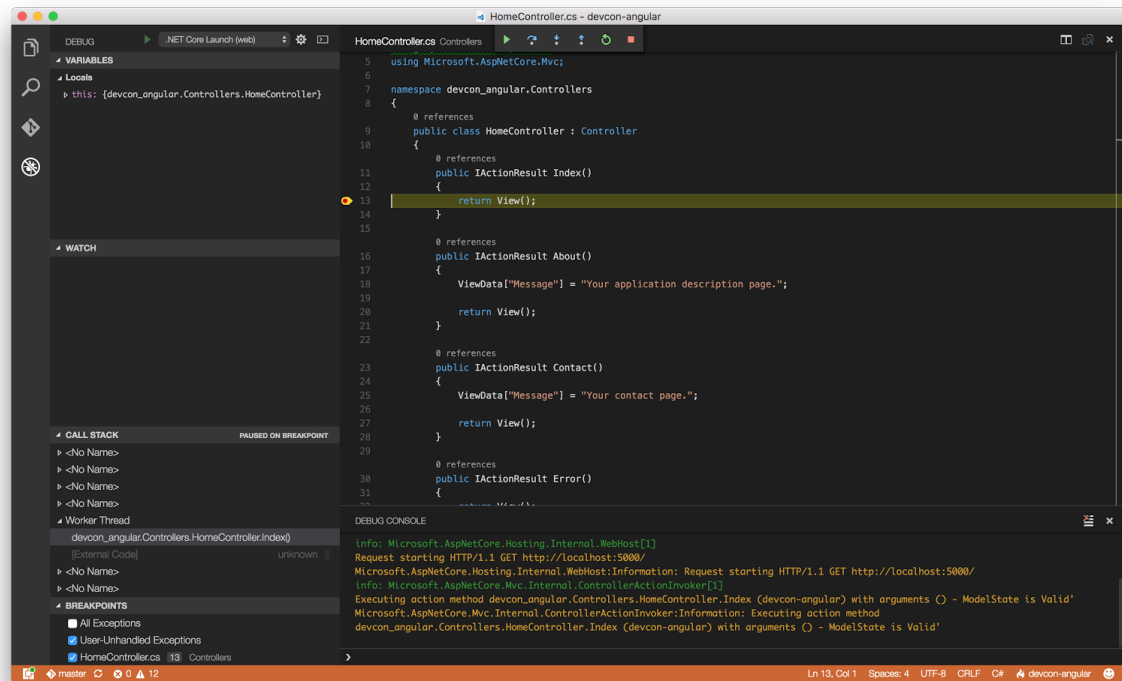 HomeController.cs - devcon-angular
DEBUG
.NET Core Launch (web)
VARIABLES
Locals
this: {devcon_angular.Controllers.HomeController}
WATCH
CALL STACK
PAUSED ON BREAKPOINT
<No Name>
<No Name>
<No Name>
<No Name>
Worker Thread
devcon_angular.Controllers.HomeController.Index()
[External Code] unknown
<No Name>
<No Name>
BREAKPOINTS
All Exceptions
User-Unhandled Exceptions
HomeController.cs 13 Controllers
HomeController.cs Controllers
5 using Microsoft.AspNetCore.Mvc;
6
7 namespace devcon_angular.Controllers
8 {
0 references
9 public class HomeController : Controller
10 {
0 references
11 public IActionResult Index()
12 {
13 return View();
14 }
15
0 references
16 public IActionResult About()
17 {
18 ViewData["Message"] = "Your application description page.";
19
20 return View();
21 }
22
0 references
23 public IActionResult Contact()
24 {
25 ViewData["Message"] = "Your contact page.";
26
27 return View();
28 }
29
0 references
30 public IActionResult Error()
31 {
DEBUG CONSOLE
info: Microsoft.AspNetCore.Hosting.Internal.WebHost[1]
Request starting HTTP/1.1 GET http://localhost:5000/
Microsoft.AspNetCore.Hosting.Internal.WebHost:Information: Request starting HTTP/1.1 GET http://localhost:5000/
info: Microsoft.AspNetCore.Mvc.Internal.ControllerActionInvoker[1]
Executing action method devcon_angular.Controllers.HomeController.Index (devcon-angular) with arguments () - ModelState is Valid'
Microsoft.AspNetCore.Mvc.Internal.ControllerActionInvoker:Information: Executing action method
devcon_angular.Controllers.HomeController.Index (devcon-angular) with arguments () - ModelState is Valid'
master 0 12
Ln 13, Col 1 Spaces: 4 UTF-8 CRLF C# devcon-angular